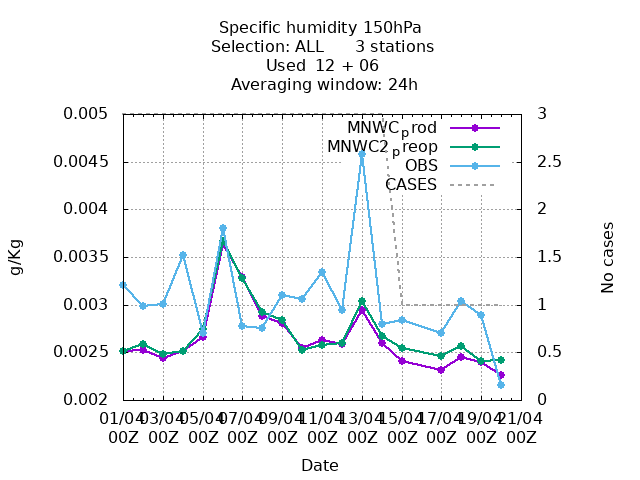 Specific humidity 150hPa
Selection: ALL 3 stations
Used 12 + 06
Averaging window: 24h
MNWCprod
MNWC2preop
OBS
CASES
0.005
0.0045
0.004
0.0035
0.003
0.0025
0.002
g/Kg
3
2.5
2
1.5
1
0.5
0
No cases
01/04 03/04 05/04 07/04 09/04 11/04 13/04 15/04 17/04 19/04 21/04
00Z 00Z 00Z 00Z 00Z 00Z 00Z 00Z 00Z 00Z 00Z
Date